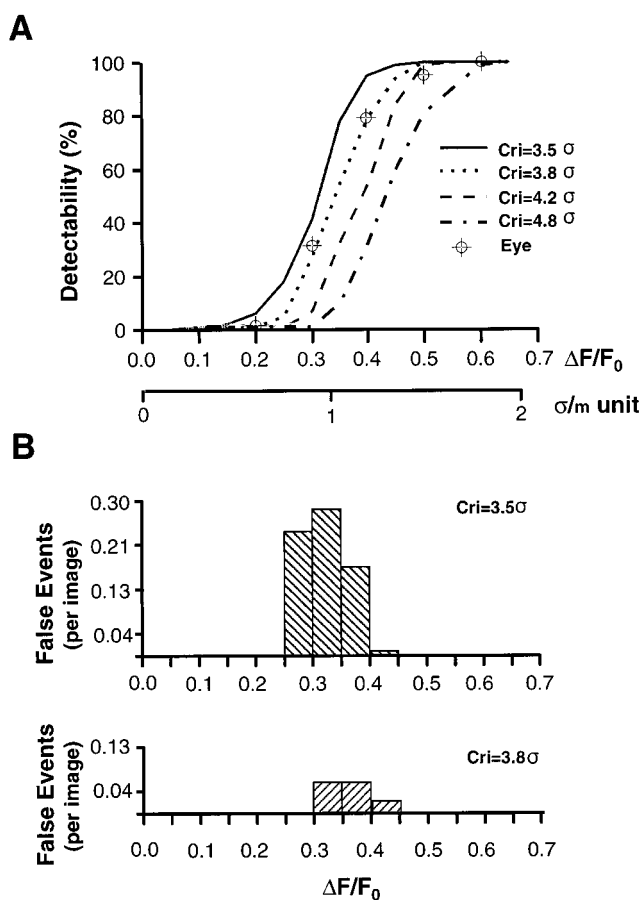 A
Detectability (%)
100
80
60
40
20
0
Cri=3.5 σ
Cri=3.8 σ
Cri=4.2 σ
Cri=4.8 σ
Eye
0 0.1 0.2 0.3 0.4 0.5 0.6 0.7 ΔF/F0
0 1 2
σ/m unit
B
False Events
(per image)
0.30
0.21
0.13
0.04
Cri=3.5σ
0.0 0.1 0.2 0.3 0.4 0.5 0.6 0.7
False Events
(per image)
0.13
0.04
Cri=3.8σ
0.0 0.1 0.2 0.3 0.4 0.5 0.6 0.7
ΔF/F0